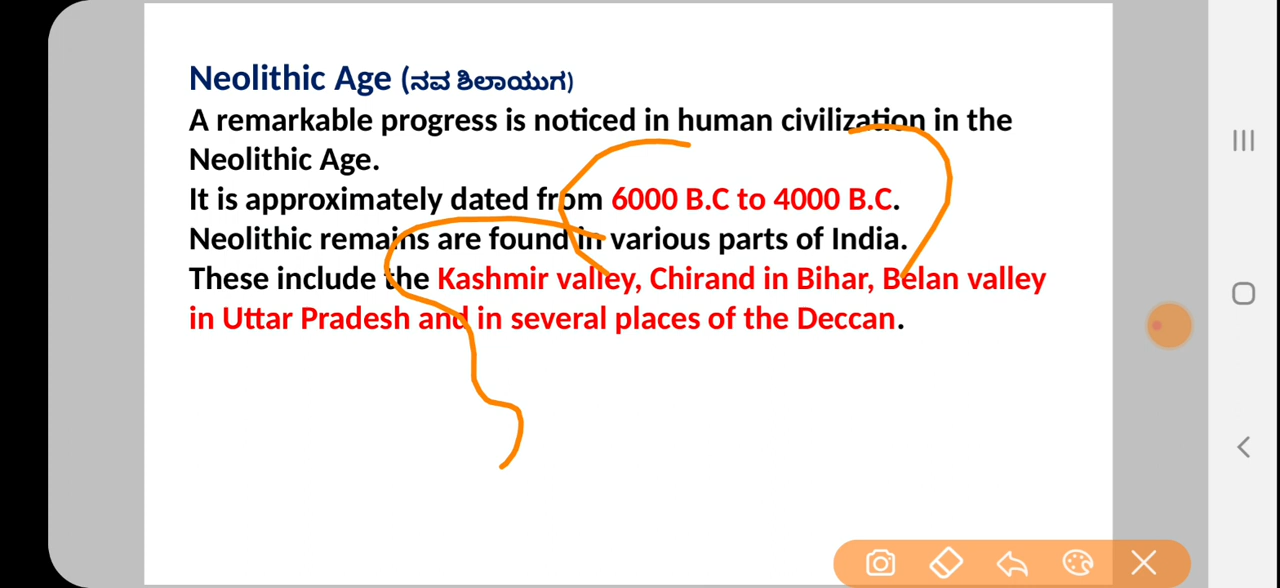 Neolithic Age (ನವ ಶಿಲಾಯುಗ)
A remarkable progress is noticed in human civilization in the
Neolithic Age.
It is approximately dated from 6000 B.C to 4000 B.C.
Neolithic remains are found in various parts of India.
These include the Kashmir valley, Chirand in Bihar, Belan valley
in Uttar Pradesh and in several places of the Deccan.